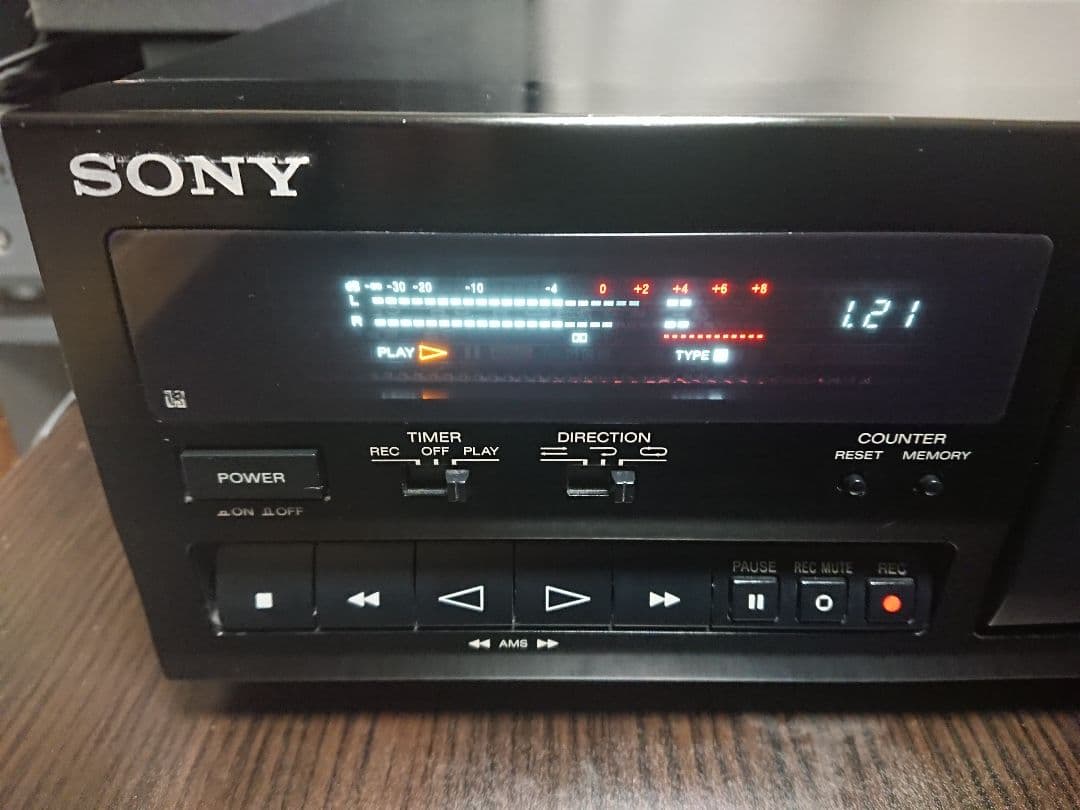 SONY
dB -∞ -30 -20 -10 -4 0 +2 +4 +6 +8
L
R
PLAY
TYPE
1.21
TIMER
REC OFF PLAY
DIRECTION
COUNTER
RESET MEMORY
POWER
ON OFF
PAUSE REC MUTE REC
AMS